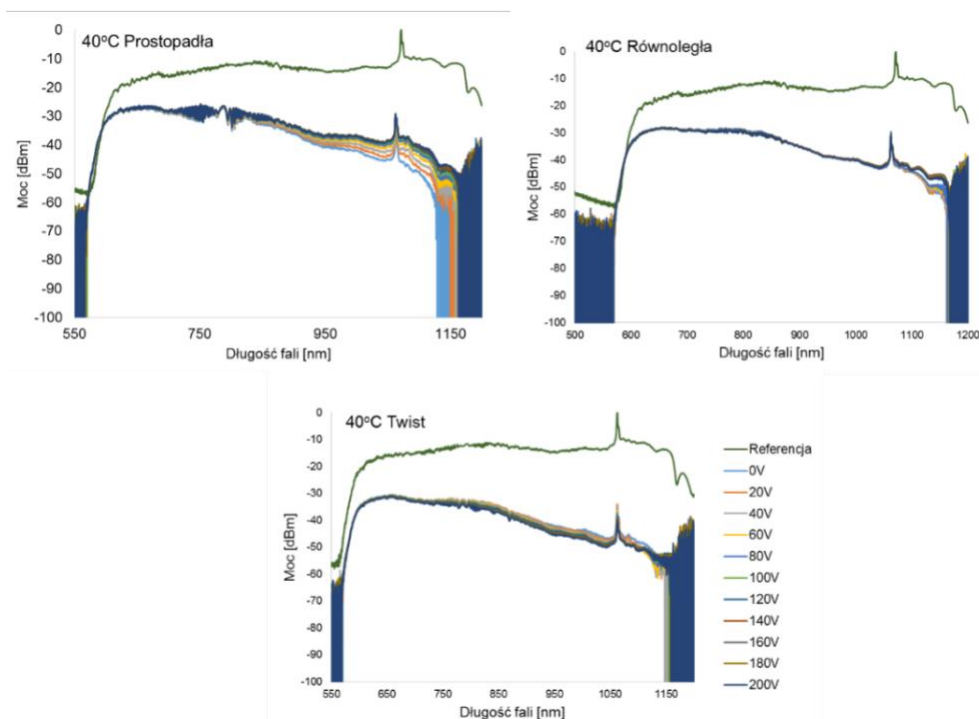 40°C Prostopadła
Moc [dBm]
0
-10
-20
-30
-40
-50
-60
-70
-80
-90
-100
550
750
950
1150
Długość fali [nm]
40°C Równoległa
Moc [dBm]
0
-10
-20
-30
-40
-50
-60
-70
-80
-90
-100
500
600
700
800
900
1000
1100
1200
Długość fali [nm]
40°C Twist
Moc [dBm]
0
-10
-20
-30
-40
-50
-60
-70
-80
-90
-100
550
650
750
850
950
1050
1150
Długość fali [nm]
Referencja
0V
20V
40V
60V
80V
100V
120V
140V
160V
180V
200V